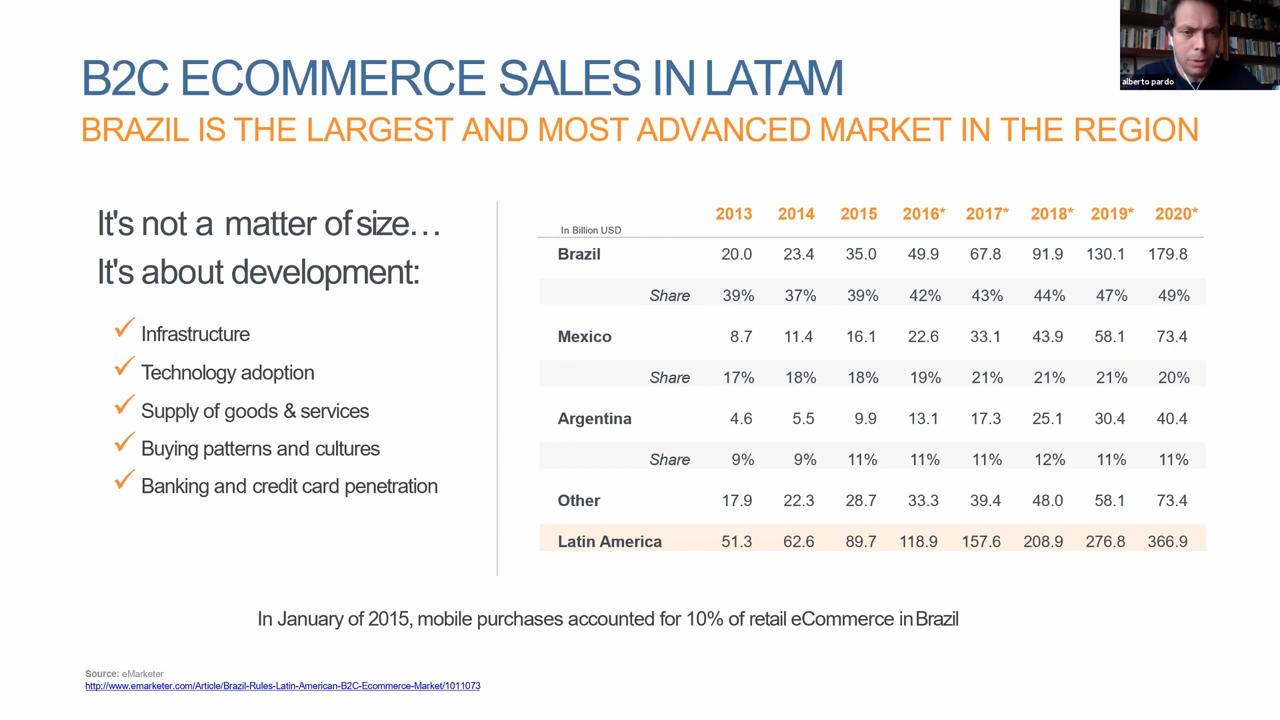 alberto pardo
B2C ECOMMERCE SALES IN LATAM
BRAZIL IS THE LARGEST AND MOST ADVANCED MARKET IN THE REGION
It's not a matter of size…
It's about development:
✓ Infrastructure
✓ Technology adoption
✓ Supply of goods & services
✓ Buying patterns and cultures
✓ Banking and credit card penetration
In Billion USD 2013 2014 2015 2016* 2017* 2018* 2019* 2020*
Brazil 20.0 23.4 35.0 49.9 67.8 91.9 130.1 179.8
Share 39% 37% 39% 42% 43% 44% 47% 49%
Mexico 8.7 11.4 16.1 22.6 33.1 43.9 58.1 73.4
Share 17% 18% 18% 19% 21% 21% 21% 20%
Argentina 4.6 5.5 9.9 13.1 17.3 25.1 30.4 40.4
Share 9% 9% 11% 11% 11% 12% 11% 11%
Other 17.9 22.3 28.7 33.3 39.4 48.0 58.1 73.4
Latin America 51.3 62.6 89.7 118.9 157.6 208.9 276.8 366.9
In January of 2015, mobile purchases accounted for 10% of retail eCommerce in Brazil
Source: eMarketer
http://www.emarketer.com/Article/Brazil-Rules-Latin-American-B2C-Ecommerce-Market/1011073